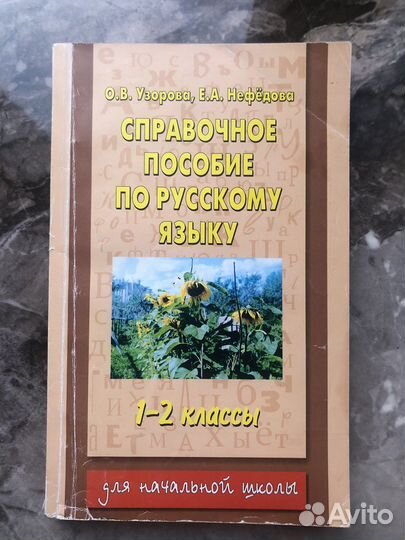 О.В. Узорова, Е.А. Нефёдова
СПРАВОЧНОЕ
ПОСОБИЕ
ПО РУССКОМУ
ЯЗЫКУ
1–2 классы
для начальной школы
Avito